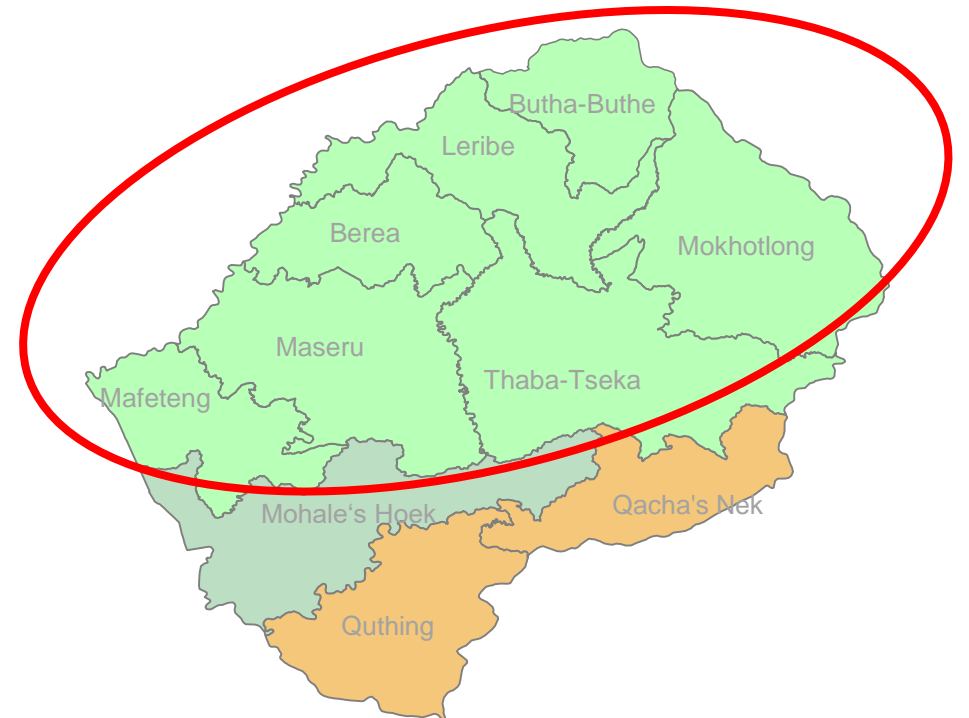 Butha-Buthe
Leribe
Berea
Mokhotlong
Maseru
Thaba-Tseka
Mafeteng
Mohale‘s Hoek
Qacha's Nek
Quthing